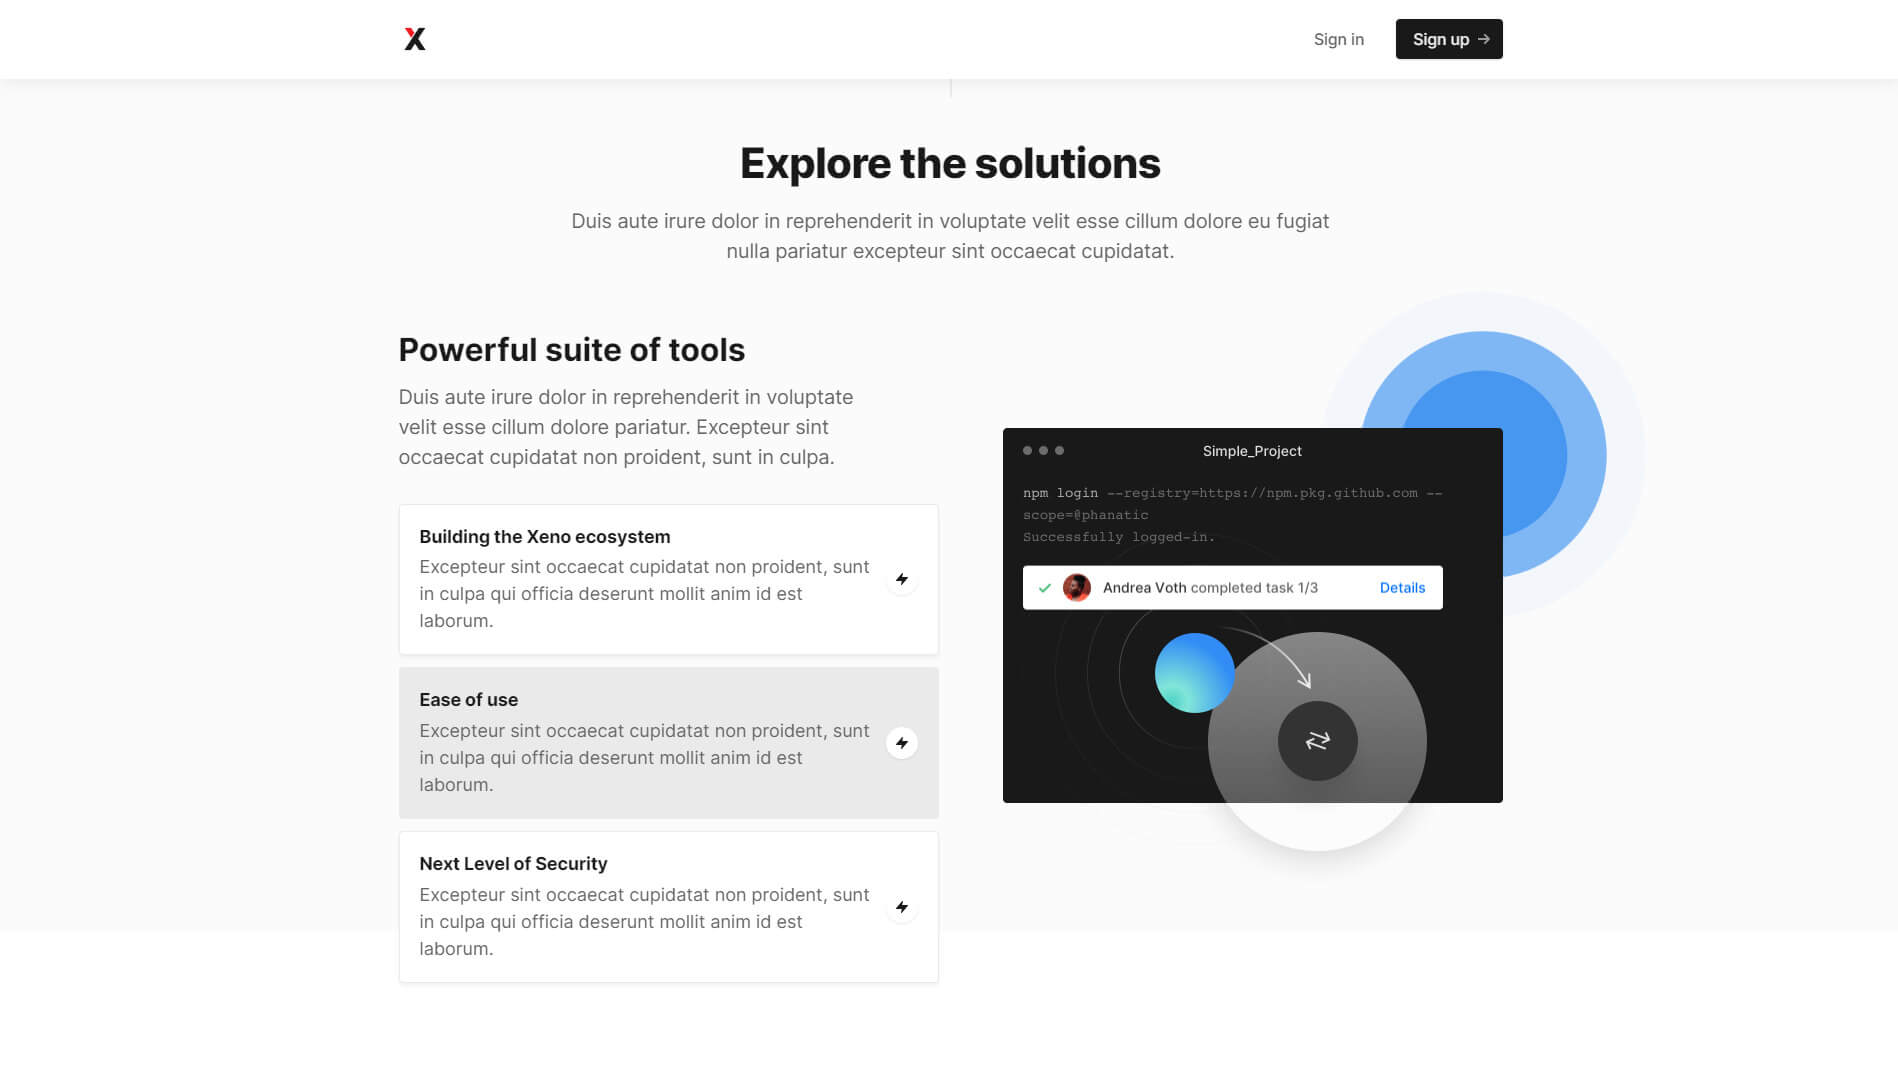 X
Sign in
Sign up
Explore the solutions
Duis aute irure dolor in reprehenderit in voluptate velit esse cillum dolore eu fugiat
nulla pariatur excepteur sint occaecat cupidatat.
Powerful suite of tools
Duis aute irure dolor in reprehenderit in voluptate
velit esse cillum dolore pariatur. Excepteur sint
occaecat cupidatat non proident, sunt in culpa.
Building the Xeno ecosystem
Excepteur sint occaecat cupidatat non proident, sunt
in culpa qui officia deserunt mollit anim id est
laborum.
Ease of use
Excepteur sint occaecat cupidatat non proident, sunt
in culpa qui officia deserunt mollit anim id est
laborum.
Next Level of Security
Excepteur sint occaecat cupidatat non proident, sunt
in culpa qui officia deserunt mollit anim id est
laborum.
Simple_Project
npm login --registry=https://npm.pkg.github.com --
scope=@phanatic
Successfully logged-in.
Andrea Voth completed task 1/3
Details